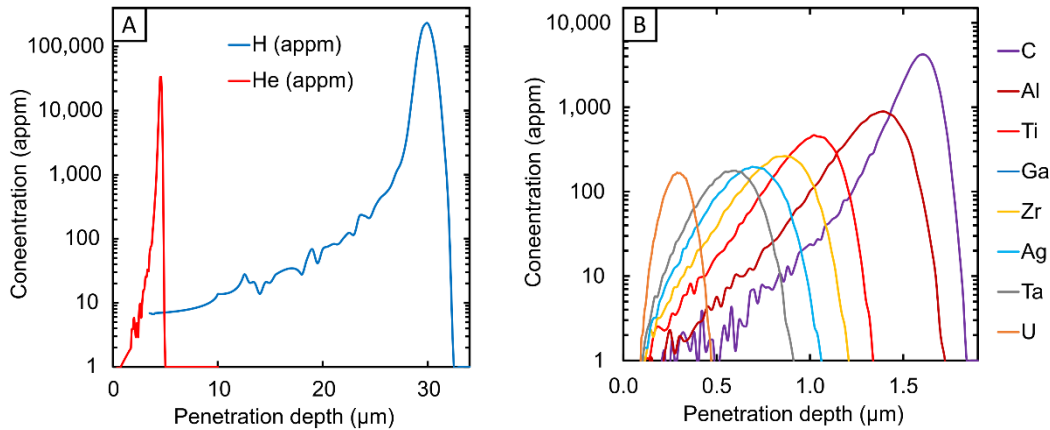 A
H (appm)
He (appm)
100,000
10,000
1,000
100
10
1
Coneentration (appm)
0
10
20
30
Penetration depth (µm)
B
10,000
1,000
100
10
1
Coneentration (appm)
0.0
0.5
1.0
1.5
Penetration depth (µm)
C
Al
Ti
Ga
Zr
Ag
Ta
U